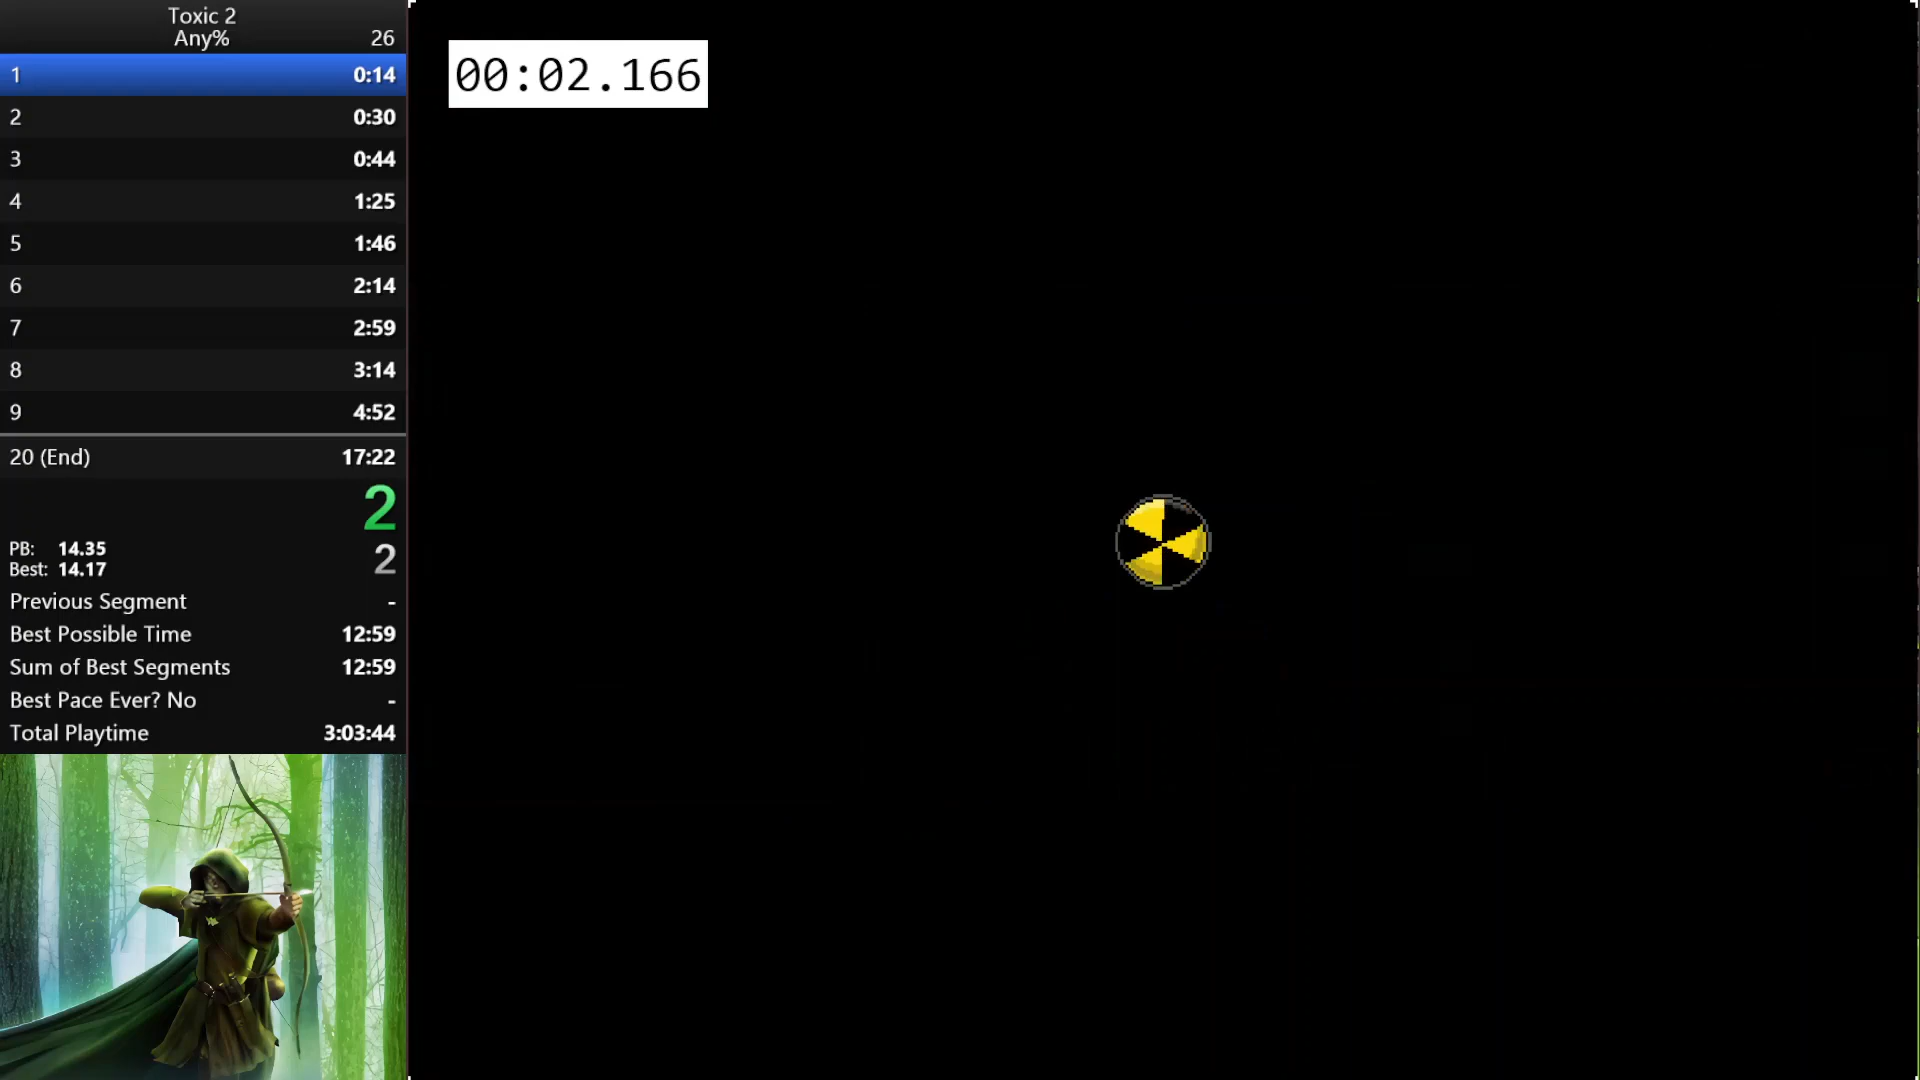 Toxic 2
Any% 26
1 0:14
2 0:30
3 0:44
4 1:25
5 1:46
6 2:14
7 2:59
8 3:14
9 4:52
20 (End) 17:22
2
PB: 14.35
Best: 14.17
2
Previous Segment -
Best Possible Time 12:59
Sum of Best Segments 12:59
Best Pace Ever? No -
Total Playtime 3:03:44
00:02.166